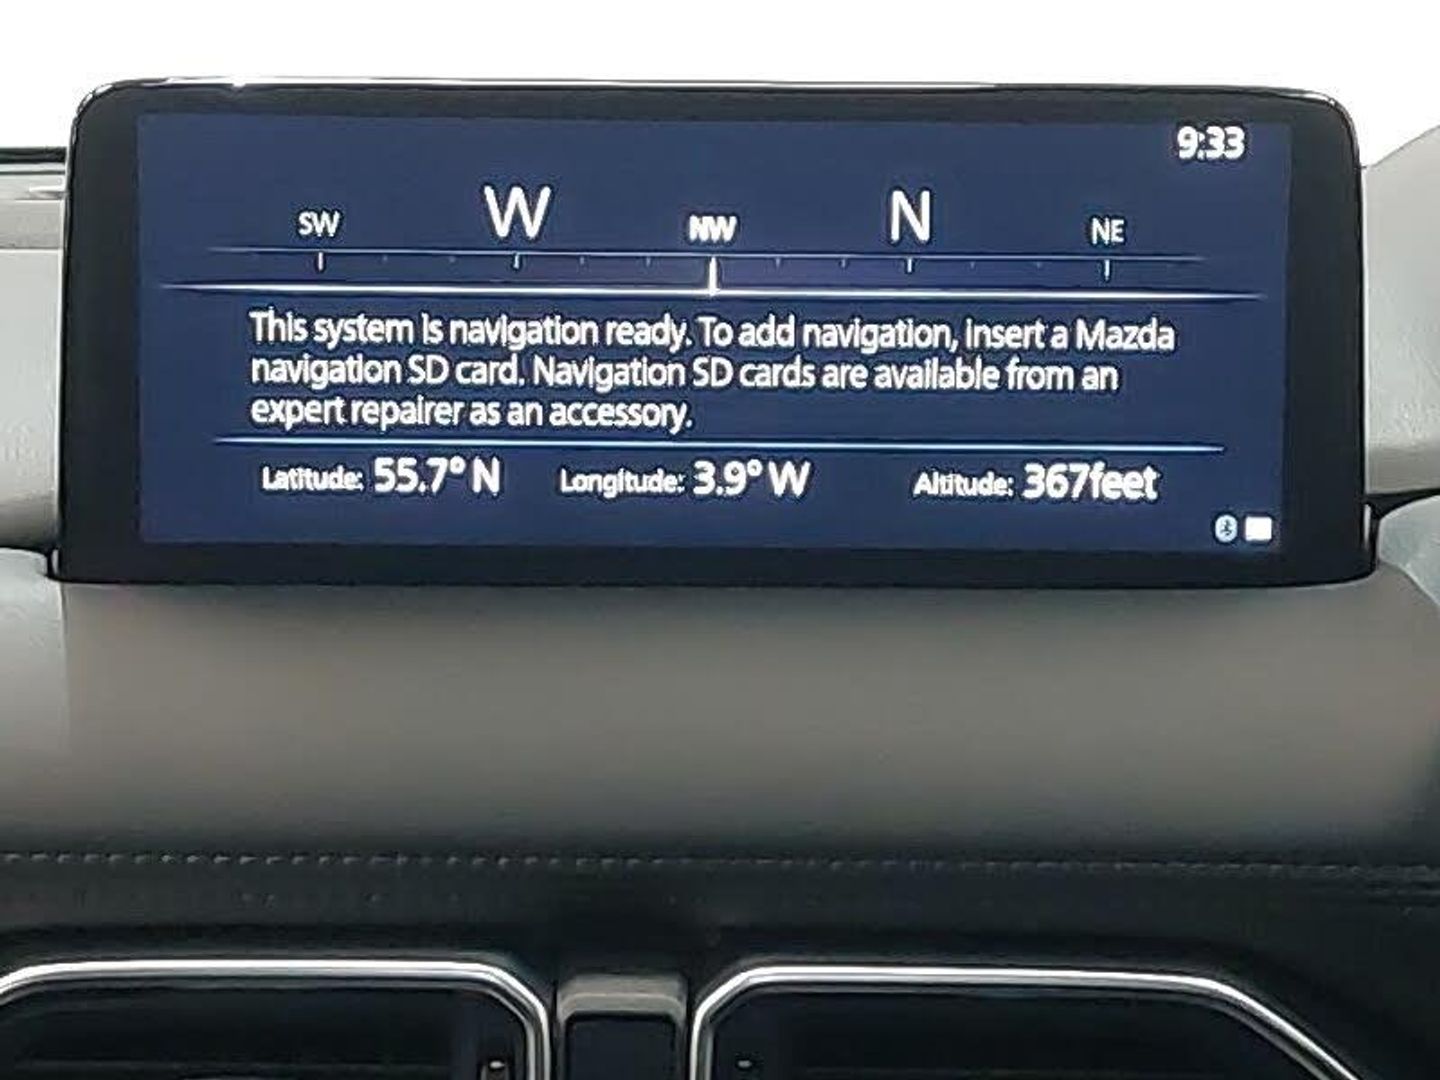 9:33
SW W NW N NE
This system is navigation ready. To add navigation, insert a Mazda
navigation SD card. Navigation SD cards are available from an
expert repairer as an accessory.
Latitude: 55.7° N Longitude: 3.9° W Altitude: 367feet